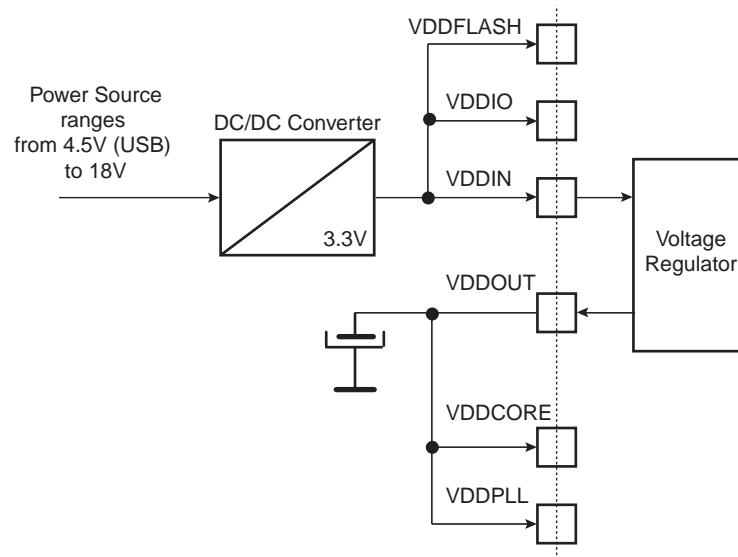 VDDFLASH
Power Source
ranges
from 4.5V (USB)
to 18V
DC/DC Converter
VDDIO
VDDIN
3.3V
Voltage
Regulator
VDDOUT
VDDCORE
VDDPLL